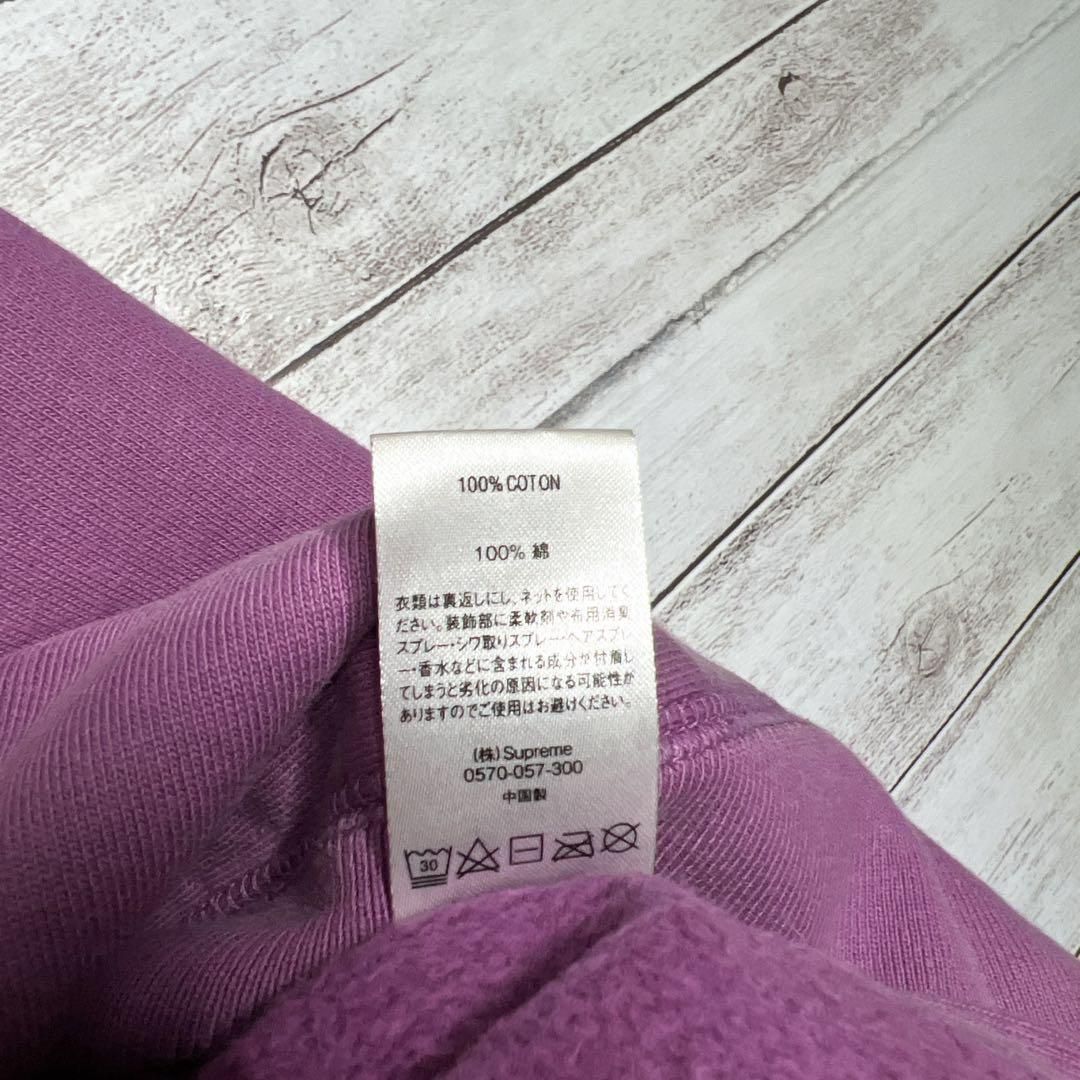 100% COTON
100% 綿
衣類は裏返しにし、ネットを使用してく
ださい。装飾部に柔軟剤や布用消臭
スプレー・シワ取りスプレー・ヘアスプレ
ー・香水などに含まれる成分が付着し
てしまうと劣化の原因になる可能性が
ありますのでご使用はお避けください。
(株)Supreme
0570-057-300
中国製
30